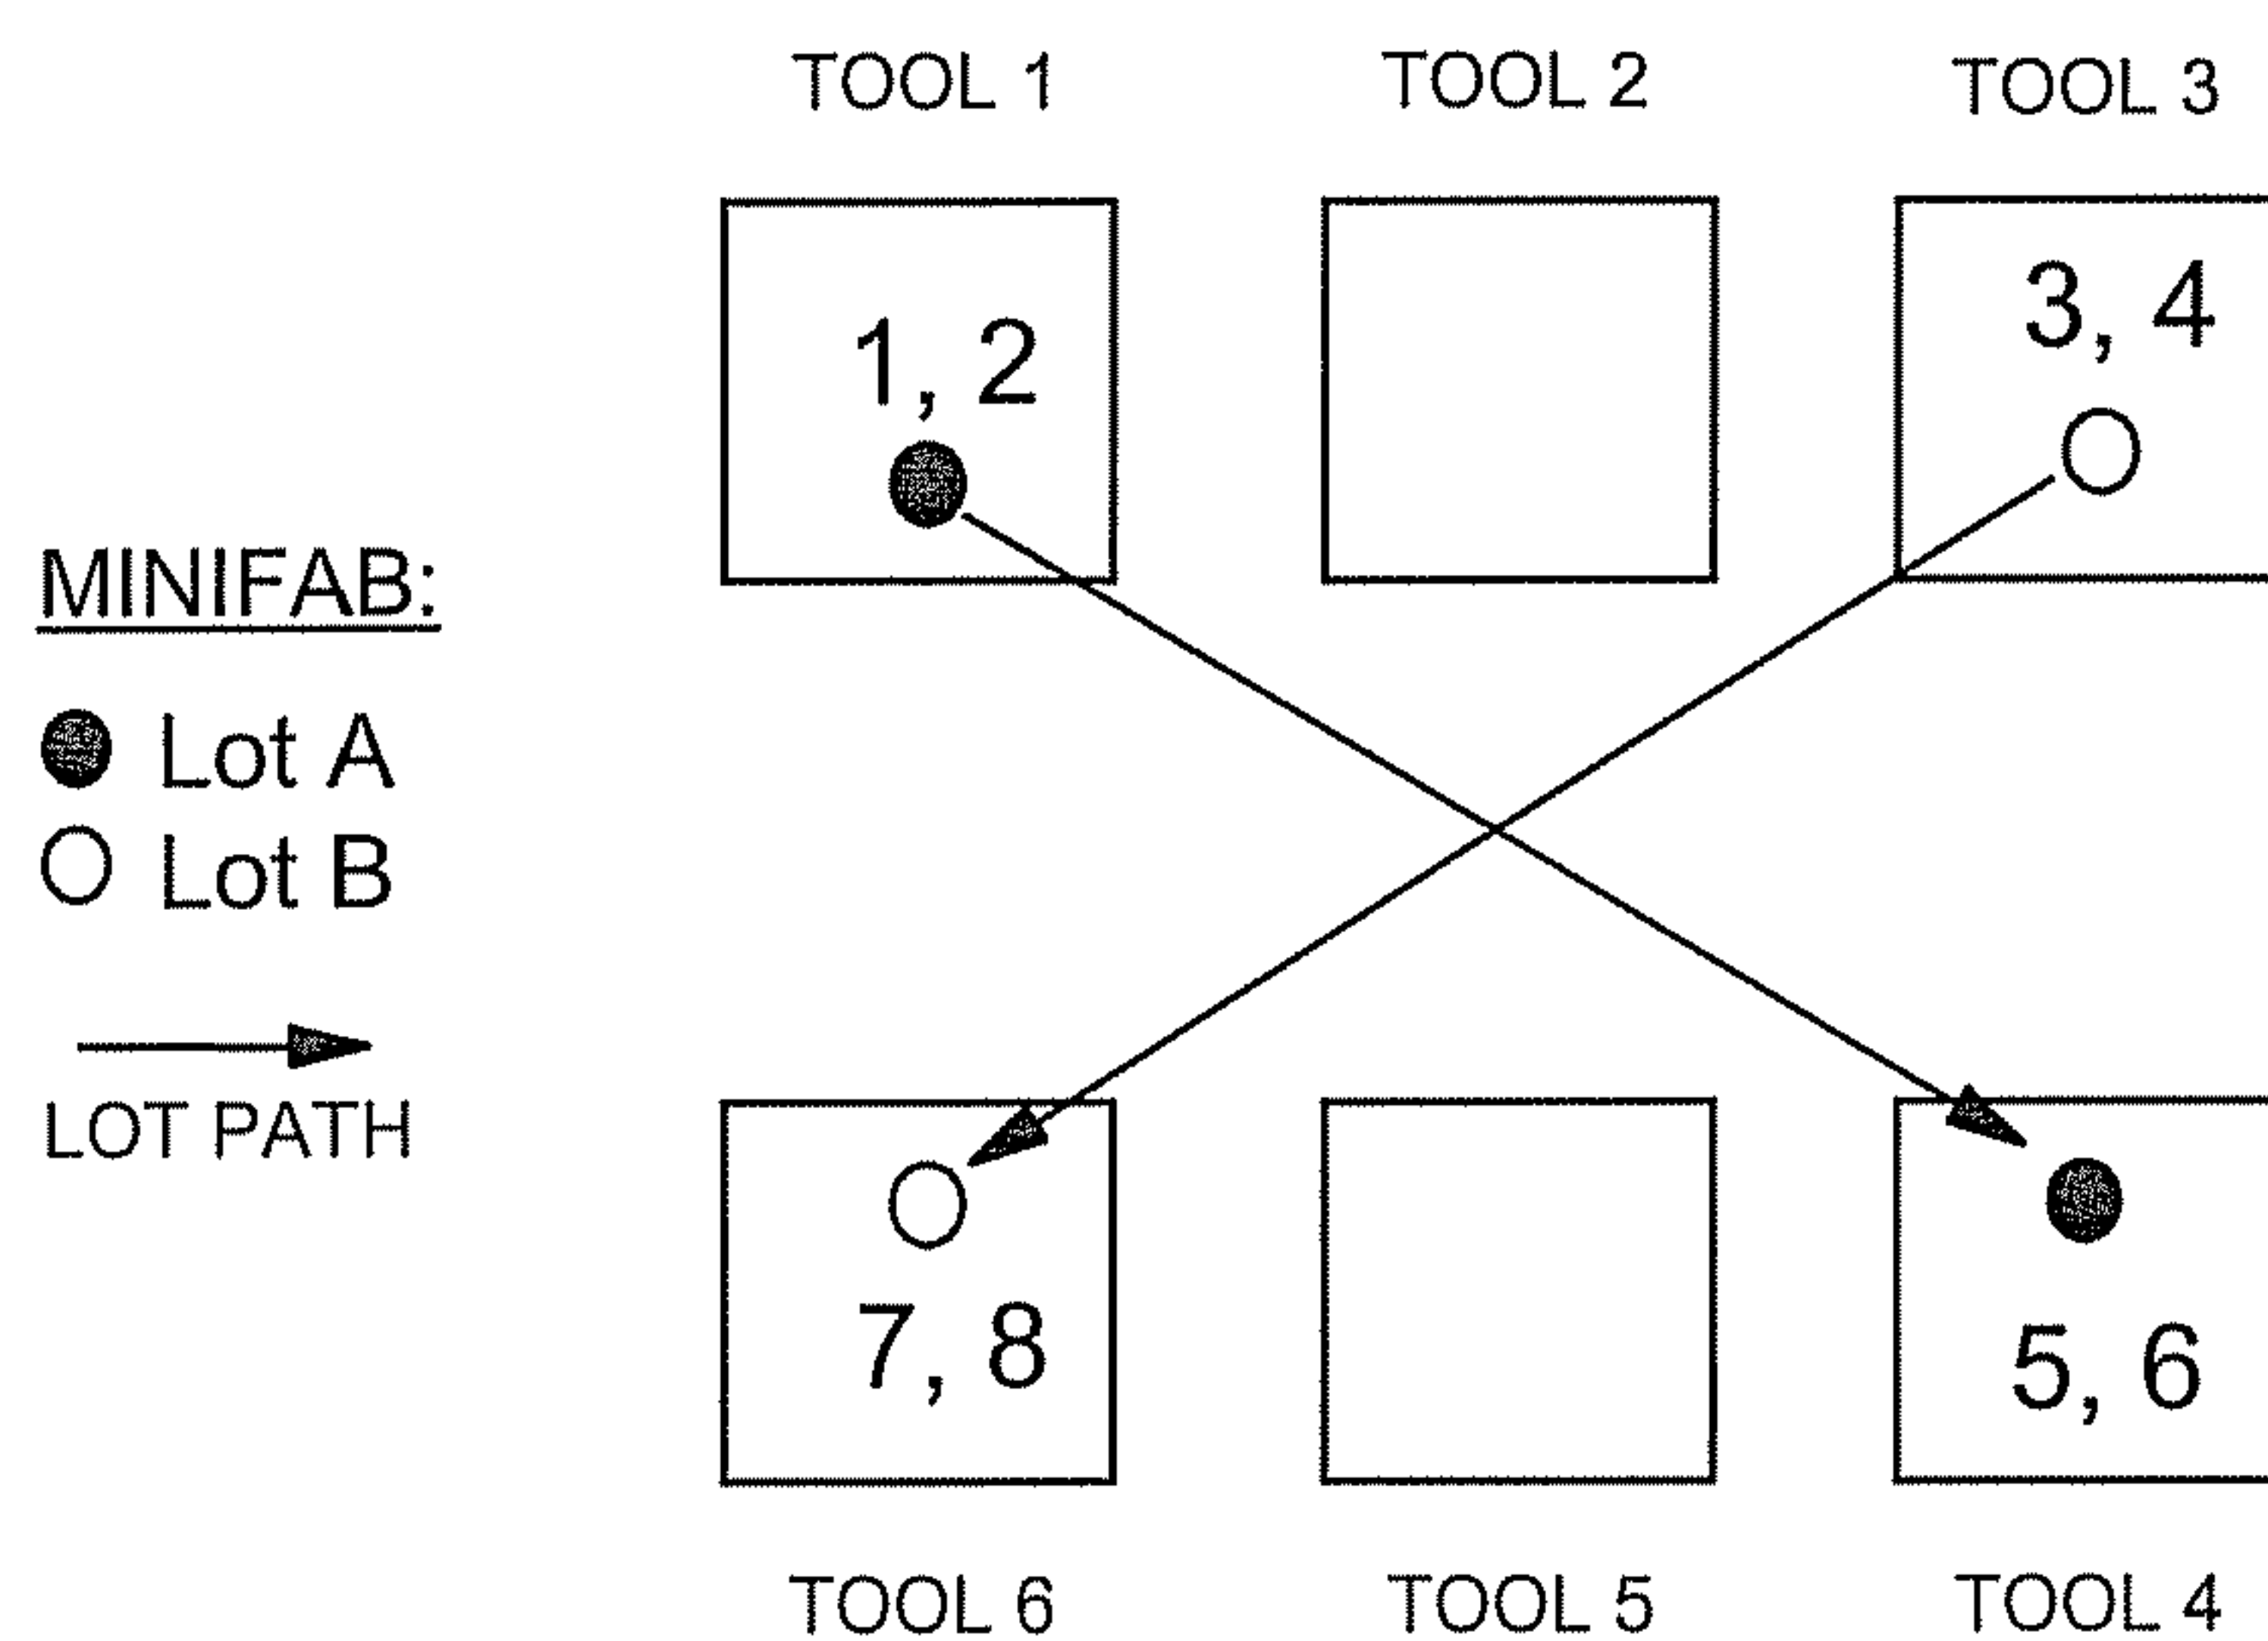 TOOL 1
TOOL 2
TOOL 3
1, 2
3, 4
MINIFAB:
Lot A
Lot B
LOT PATH
7, 8
5, 6
TOOL 6
TOOL 5
TOOL 4